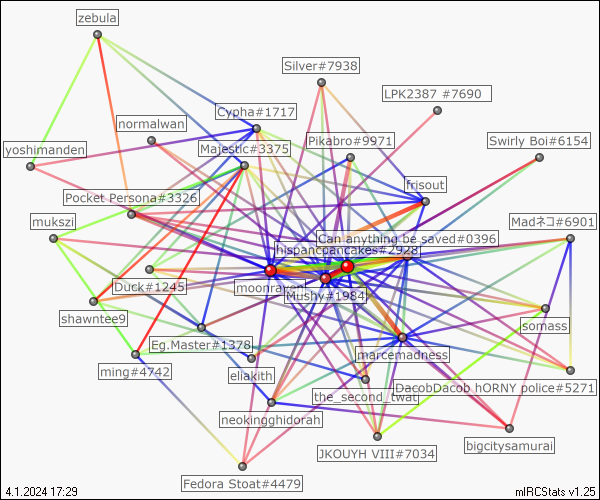 zebula
Silver#7938
LPK2387 #7690
Cypha#1717
normalwan
Pikabro#9971
Swirly Boi#6154
yoshimanden
Majestic#3375
frisout
Pocket Persona#3326
mukszi
Madネコ#6901
Can anything be saved#0396
hispancpancakes#2928
moonraven
Duck#1245
Mushy#1984
shawntee9
somass
Eg.Master#1378
marcemadness
ming#4742
eliakith
DacobDacob hORNY police#5271
the_second_twat
neokingghidorah
JKOUYH VIII#7034
bigcitysamurai
Fedora Stoat#4479
4.1.2024 17:29
mIRCStats v1.25